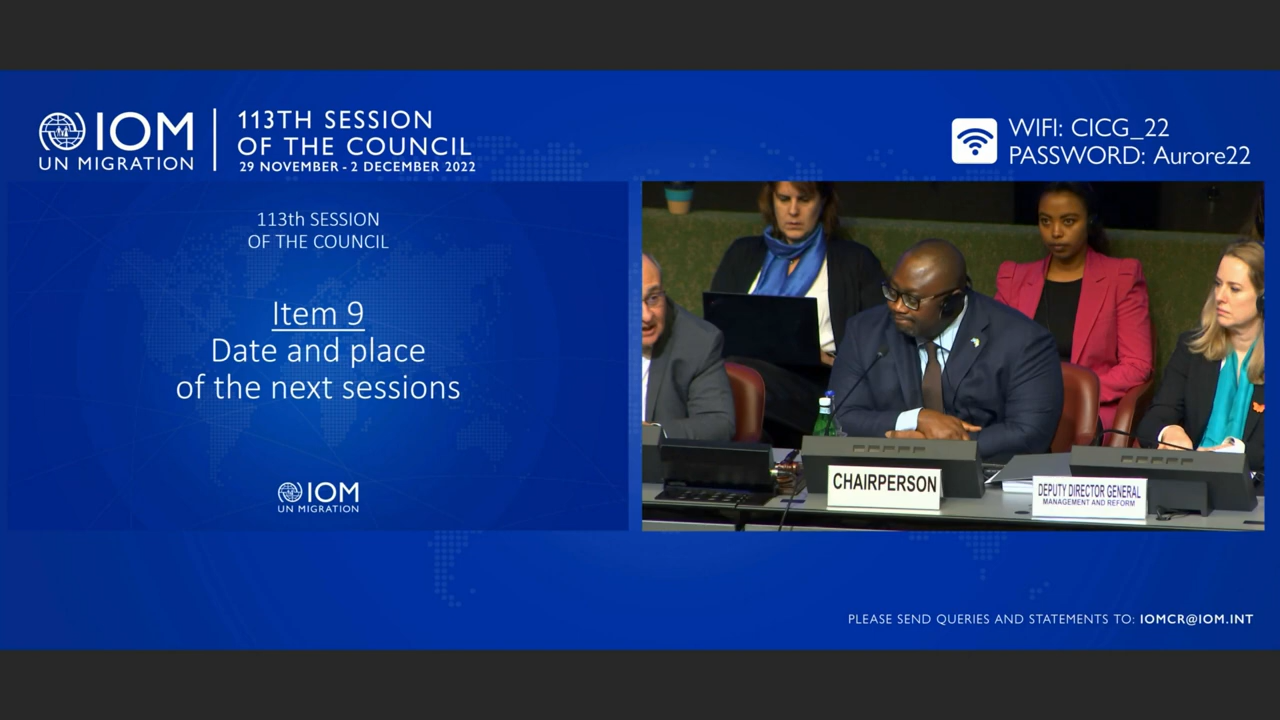 IOM
UN MIGRATION
113TH SESSION
OF THE COUNCIL
29 NOVEMBER - 2 DECEMBER 2022
WIFI: CICG_22
PASSWORD: Aurore22
113th SESSION
OF THE COUNCIL
Item 9
Date and place
of the next sessions
IOM
UN MIGRATION
CHAIRPERSON
DEPUTY DIRECTOR GENERAL
MANAGEMENT AND REFORM
PLEASE SEND QUERIES AND STATEMENTS TO: IOMCR@IOM.INT